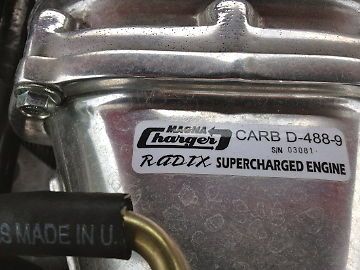 MAGNA
Charger CARB D-488-9
S/N 03081
RADIX SUPERCHARGED ENGINE
S MADE IN U.